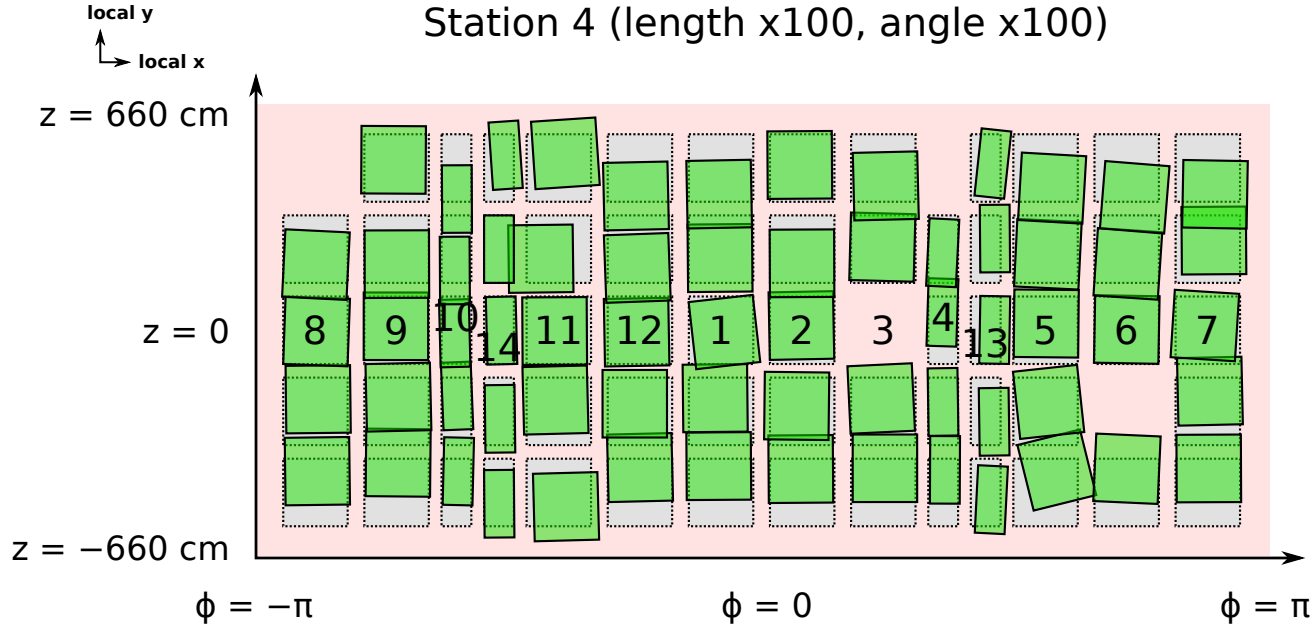 local y
local x
Station 4 (length x100, angle x100)
z = 660 cm
z = 0
z = −660 cm
8 9 10 14 11 12 1 2 3 4 13 5 6 7
ϕ = −π ϕ = 0 ϕ = π